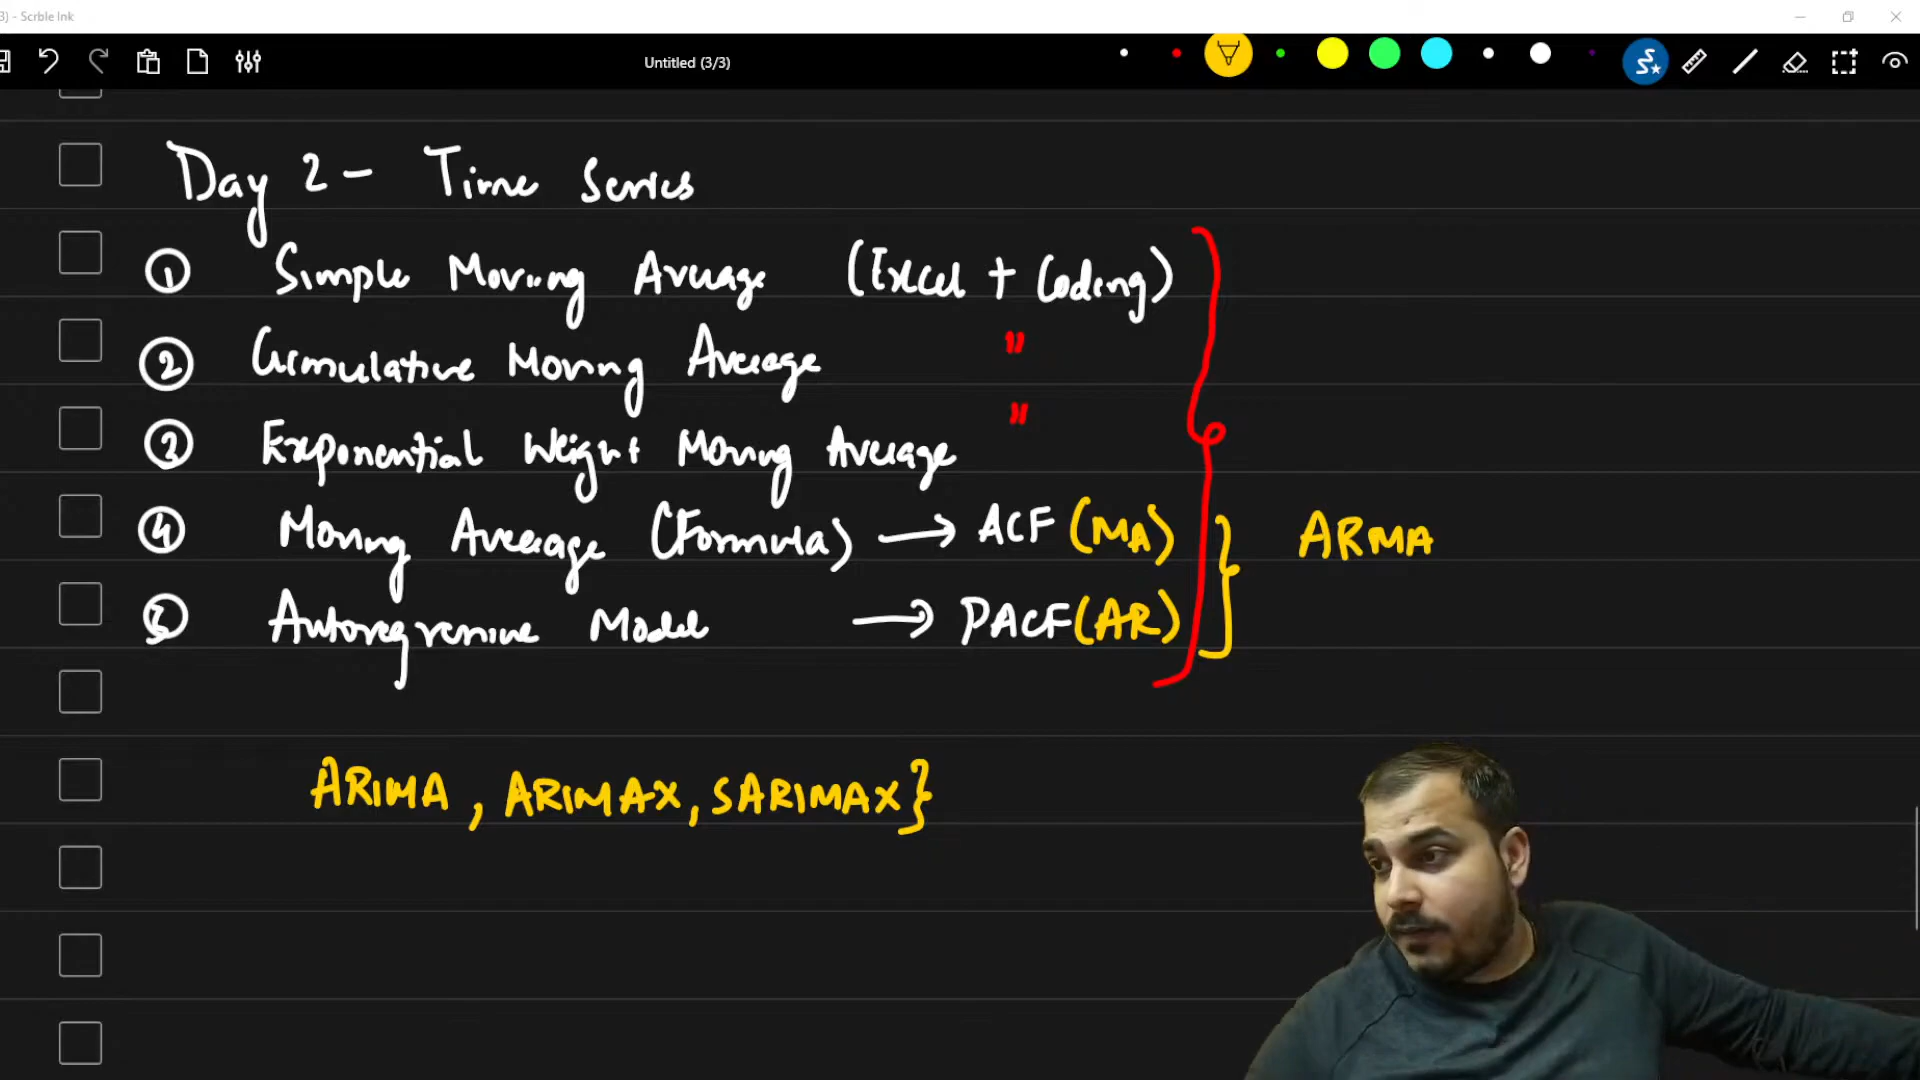 3) - Scrble Ink
Untitled (3/3)
Day 2 - Time Series
① Simple Moving Average (Excel + Coding)
② Cummulative Moving Average "
③ Exponential Weight Moving Average "
④ Moving Average (Formula) → ACF (MA) } ARMA
⑤ Autoregressive Model → PACF (AR)
ARIMA, ARIMAX, SARIMAX }